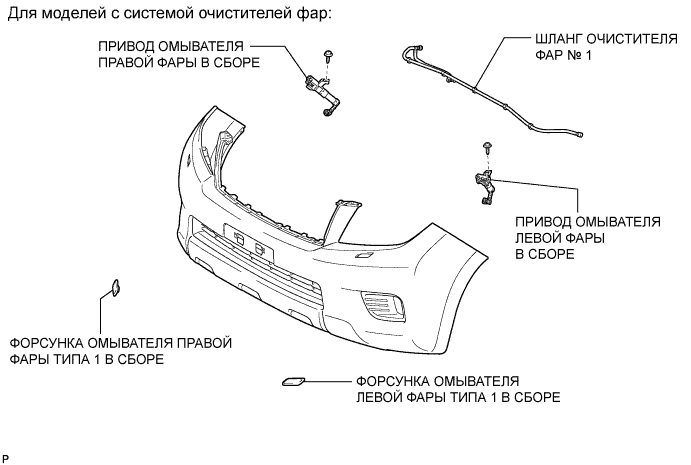 Для моделей с системой очистителей фар:
ПРИВОД ОМЫВАТЕЛЯ
ПРАВОЙ ФАРЫ В СБОРЕ
ШЛАНГ ОЧИСТИТЕЛЯ
ФАР № 1
ПРИВОД ОМЫВАТЕЛЯ
ЛЕВОЙ ФАРЫ
В СБОРЕ
ФОРСУНКА ОМЫВАТЕЛЯ ПРАВОЙ
ФАРЫ ТИПА 1 В СБОРЕ
ФОРСУНКА ОМЫВАТЕЛЯ
ЛЕВОЙ ФАРЫ ТИПА 1 В СБОРЕ
P